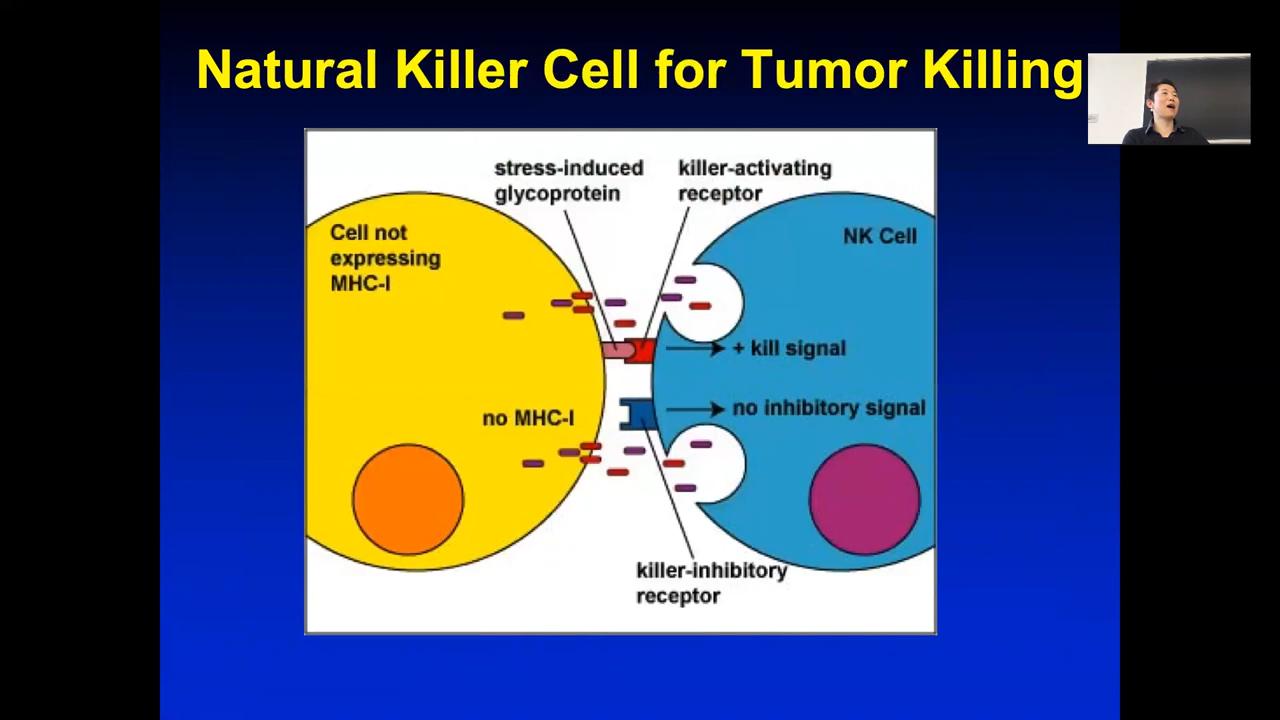 Natural Killer Cell for Tumor Killing
stress-induced
glycoprotein
killer-activating
receptor
Cell not
expressing
MHC-I
NK Cell
+ kill signal
no MHC-I
no inhibitory signal
killer-inhibitory
receptor